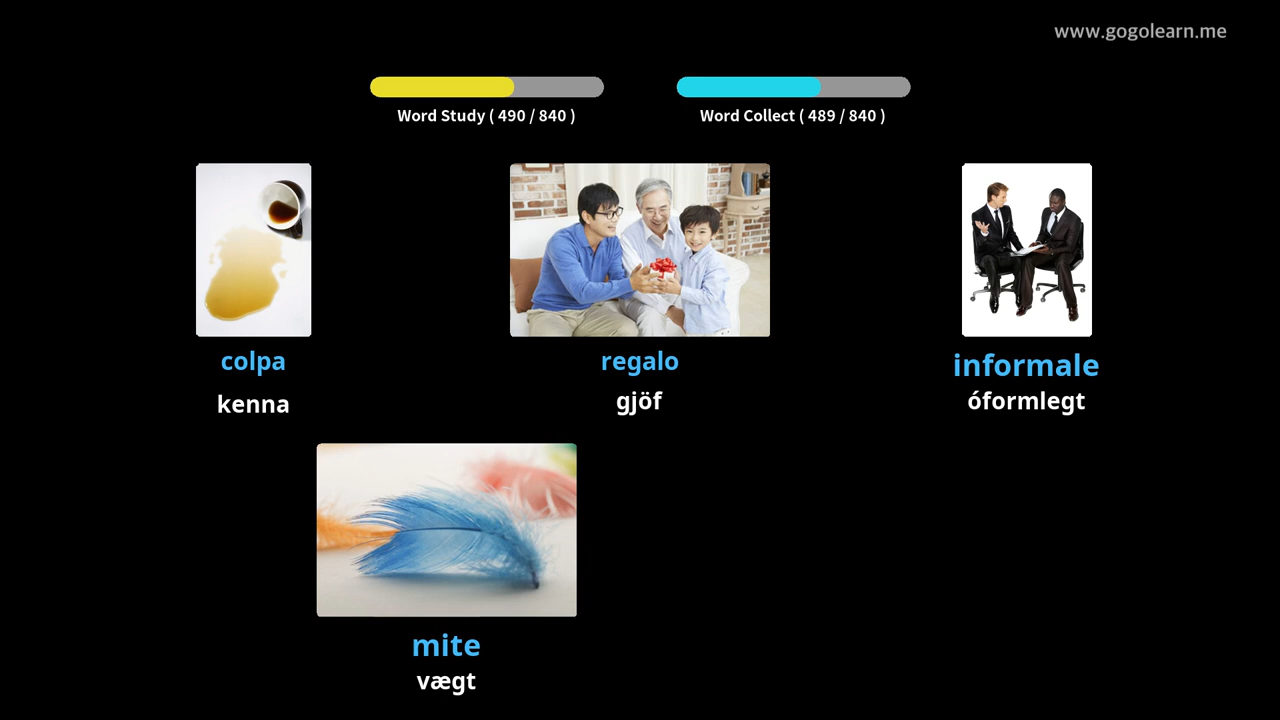 www.gogolearn.me
Word Study ( 490 / 840 )
Word Collect ( 489 / 840 )
colpa
kenna
regalo
gjöf
informale
óformlegt
mite
vægt